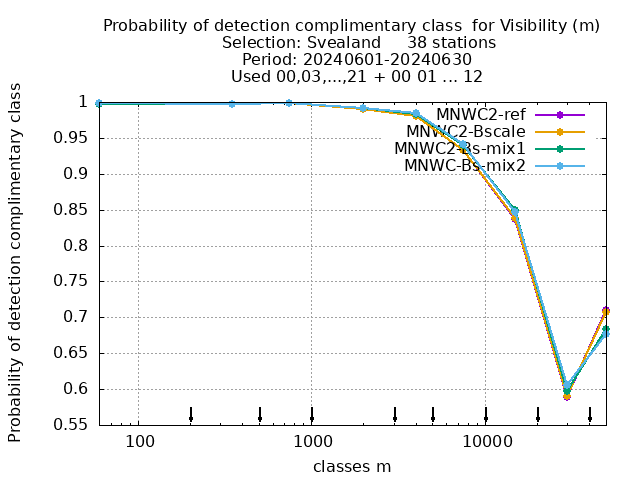 Probability of detection complimentary class  for Visibility (m)
Selection: Svealand     38 stations
Period: 20240601-20240630
Used 00,03,...,21 + 00 01 ... 12
Probability of detection complimentary class
1
0.95
0.9
0.85
0.8
0.75
0.7
0.65
0.6
0.55
MNWC2-ref
MNWC2-Bscale
MNWC2-Bs-mix1
MNWC-Bs-mix2
100
1000
10000
classes m